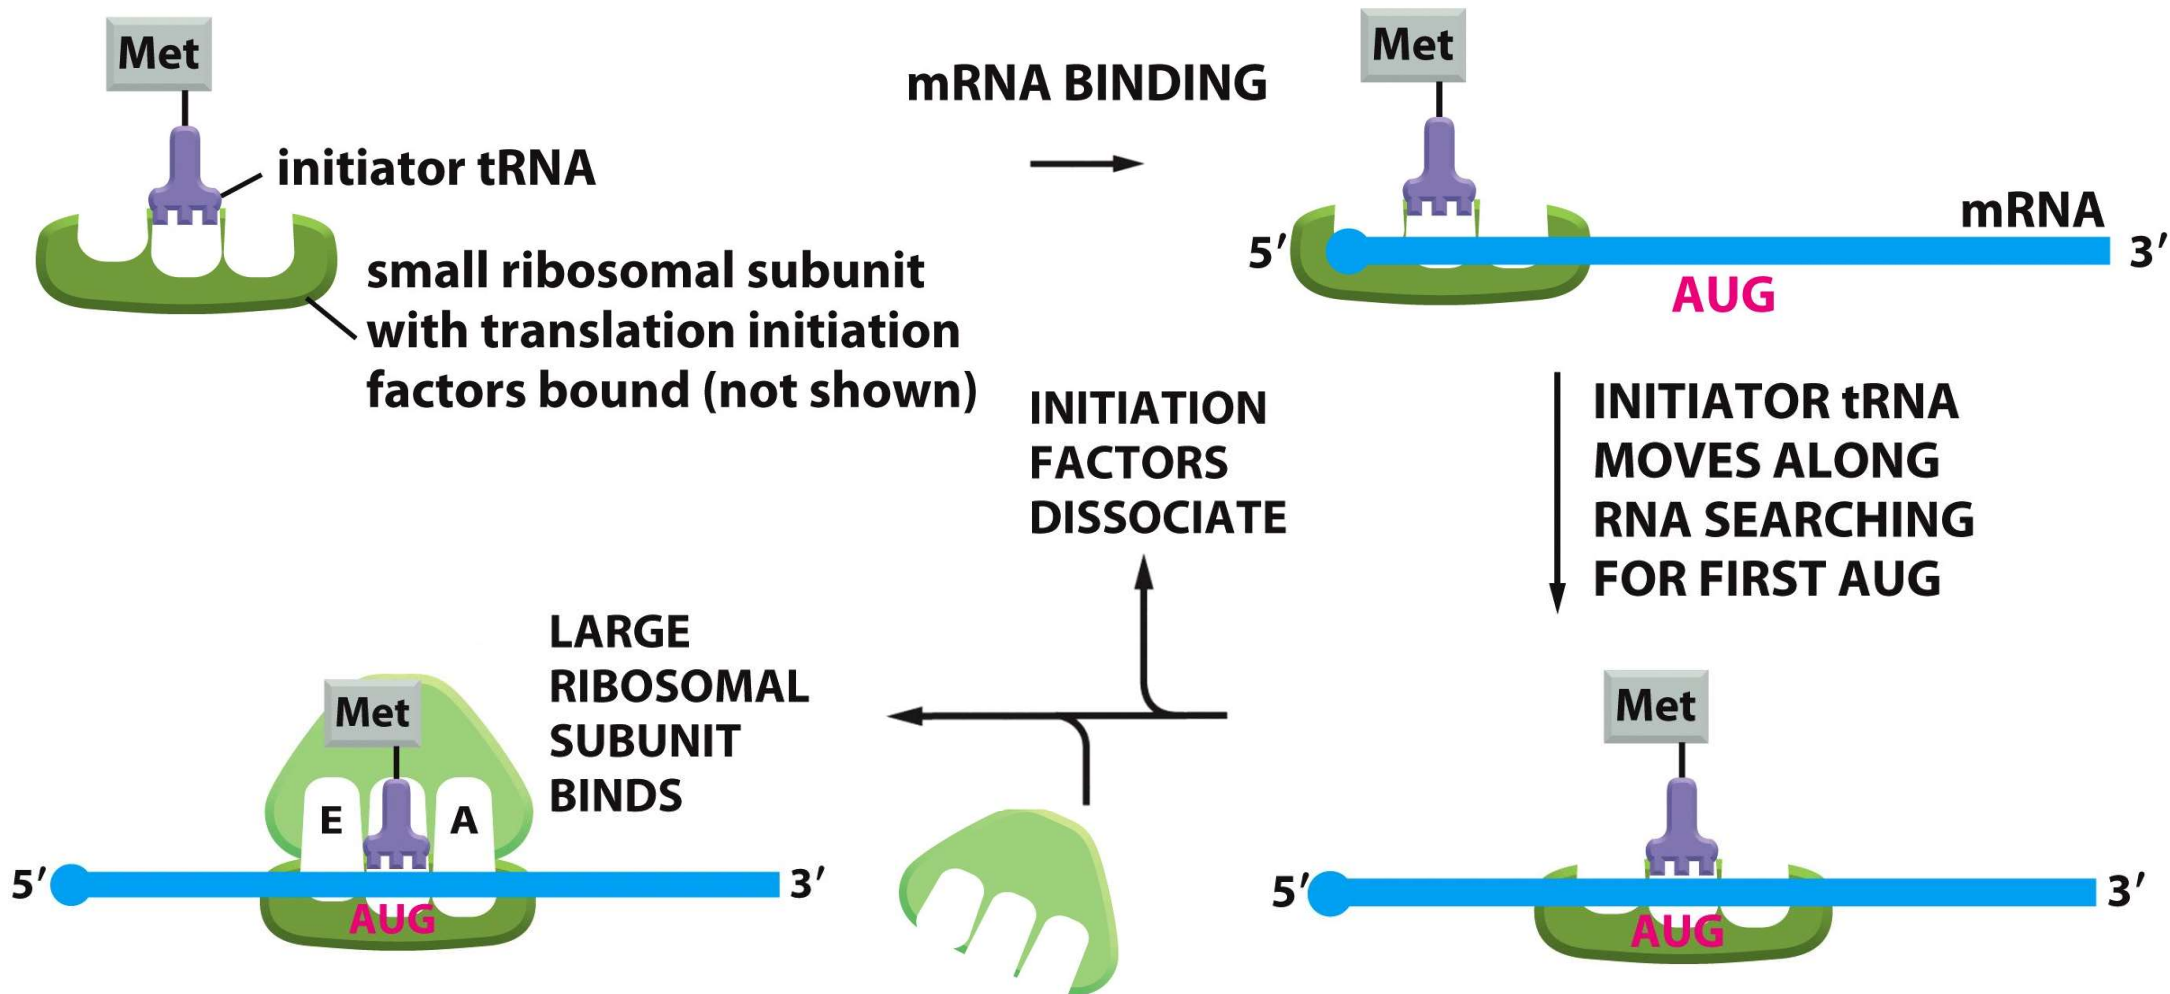 Met
initiator tRNA
small ribosomal subunit
with translation initiation
factors bound (not shown)
mRNA BINDING
Met
mRNA
5′
3′
AUG
INITIATOR tRNA
MOVES ALONG
RNA SEARCHING
FOR FIRST AUG
Met
5′
3′
AUG
INITIATION
FACTORS
DISSOCIATE
LARGE
RIBOSOMAL
SUBUNIT
BINDS
Met
E
A
5′
3′
AUG